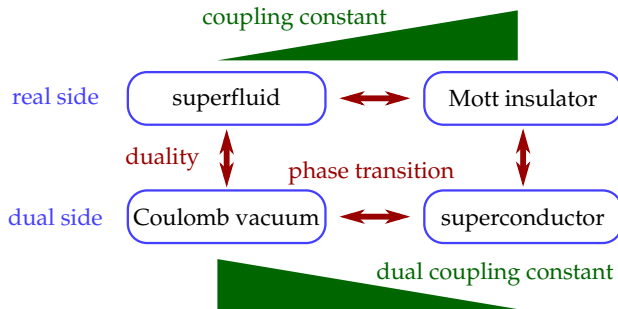 coupling constant
real side superfluid Mott insulator
duality phase transition
dual side Coulomb vacuum superconductor
dual coupling constant